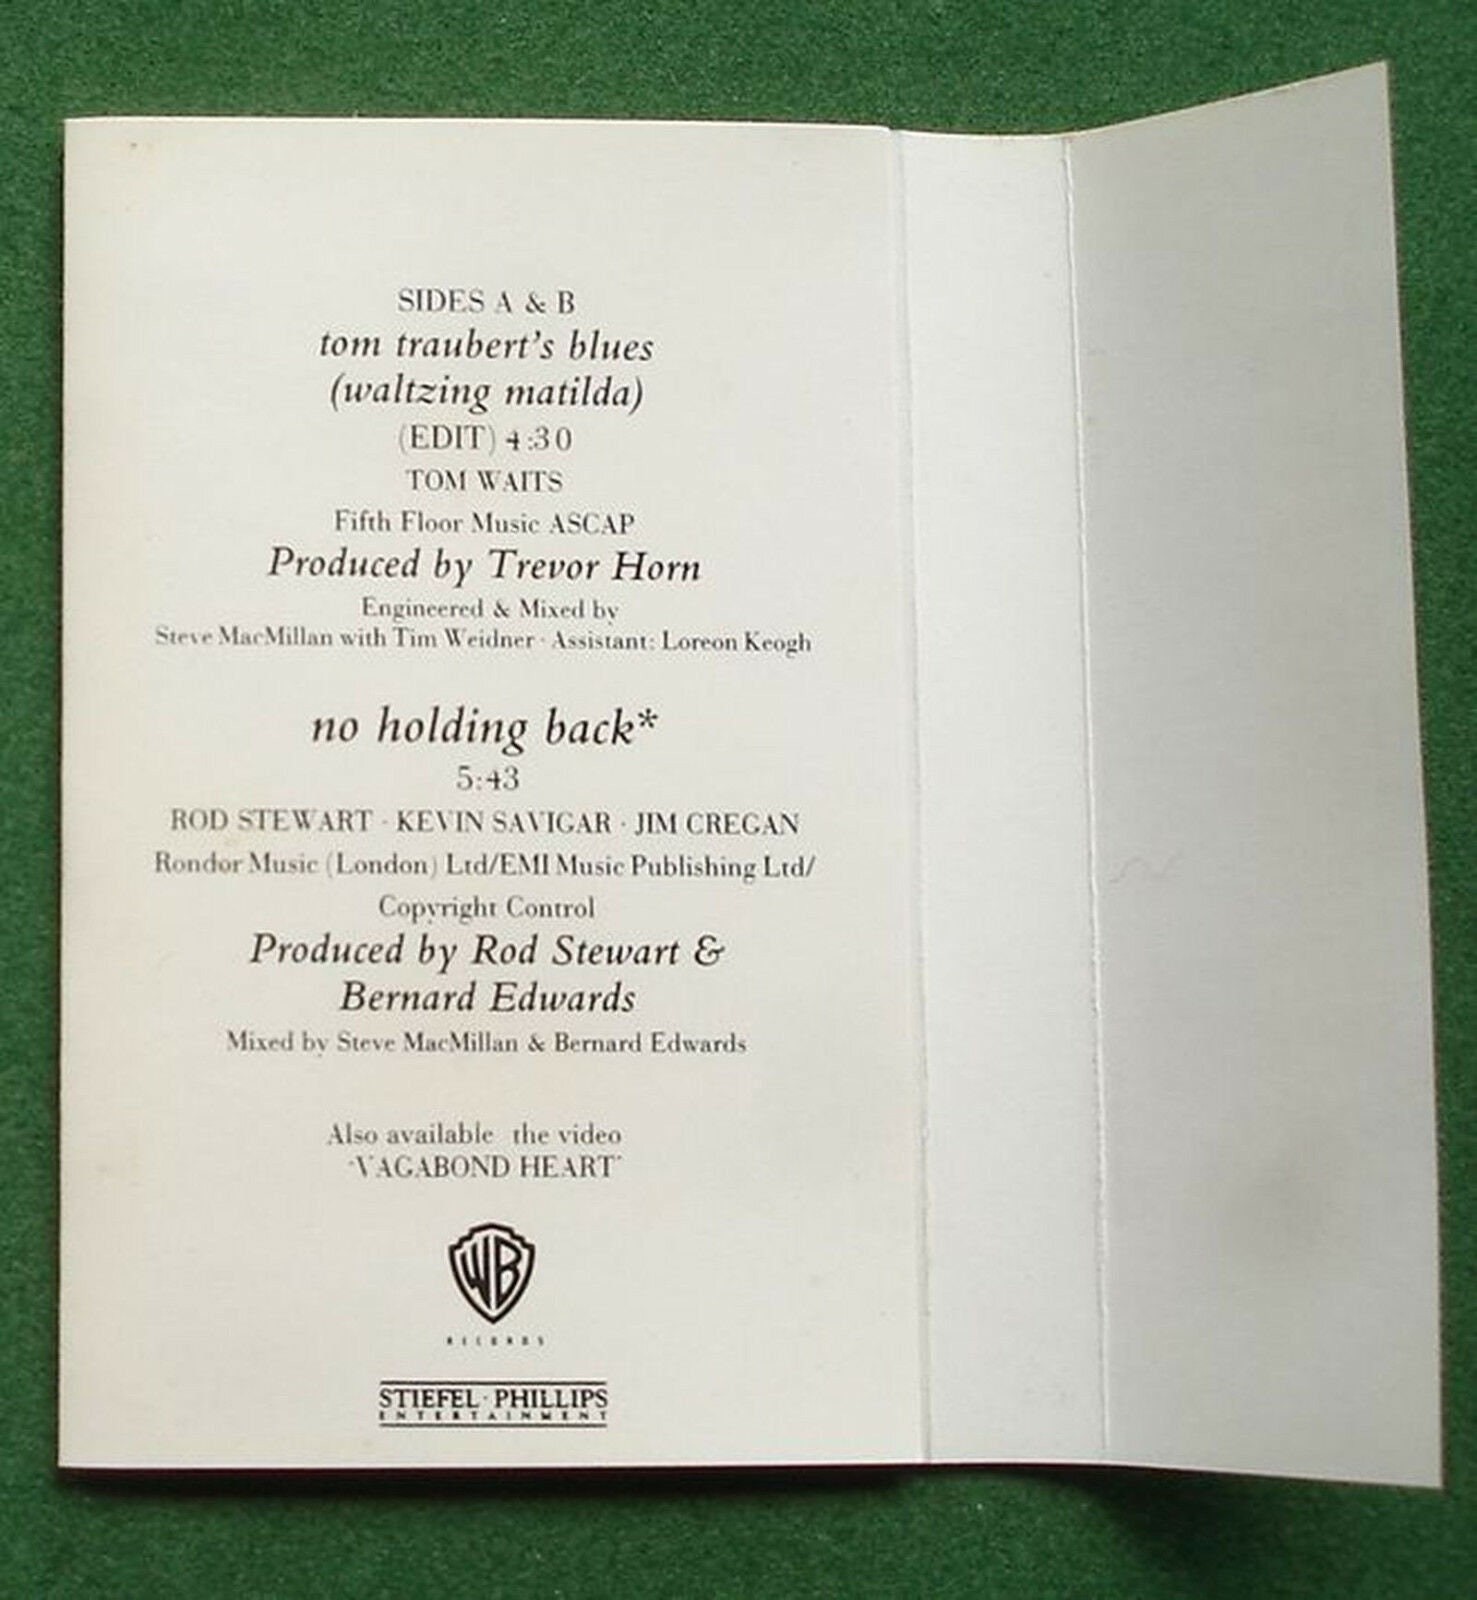 SIDES A & B
tom traubert's blues
(waltzing matilda)
(EDIT) 4:30
TOM WAITS
Fifth Floor Music ASCAP
Produced by Trevor Horn
Engineered & Mixed by
Steve MacMillan with Tim Weidner · Assistant: Loreon Keogh
no holding back*
5:43
ROD STEWART · KEVIN SAVIGAR · JIM CREGAN
Rondor Music (London) Ltd/EMI Music Publishing Ltd/
Copyright Control
Produced by Rod Stewart &
Bernard Edwards
Mixed by Steve MacMillan & Bernard Edwards
Also available the video
'VAGABOND HEART'
WB
RECORDS
STIEFEL · PHILLIPS
ENTERTAINMENT